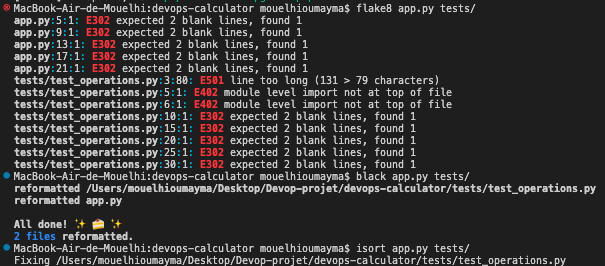 MacBook-Air-de-Mouelhi:devops-calculator mouelhioumayma$ flake8 app.py tests/
app.py:5:1: E302 expected 2 blank lines, found 1
app.py:9:1: E302 expected 2 blank lines, found 1
app.py:13:1: E302 expected 2 blank lines, found 1
app.py:17:1: E302 expected 2 blank lines, found 1
app.py:21:1: E302 expected 2 blank lines, found 1
tests/test_operations.py:3:80: E501 line too long (131 > 79 characters)
tests/test_operations.py:5:1: E402 module level import not at top of file
tests/test_operations.py:6:1: E402 module level import not at top of file
tests/test_operations.py:10:1: E302 expected 2 blank lines, found 1
tests/test_operations.py:15:1: E302 expected 2 blank lines, found 1
tests/test_operations.py:20:1: E302 expected 2 blank lines, found 1
tests/test_operations.py:25:1: E302 expected 2 blank lines, found 1
tests/test_operations.py:30:1: E302 expected 2 blank lines, found 1
MacBook-Air-de-Mouelhi:devops-calculator mouelhioumayma$ black app.py tests/
reformatted /Users/mouelhioumayma/Desktop/Devop-projet/devops-calculator/tests/test_operations.py
reformatted app.py
All done! ✨ 🍰 ✨
2 files reformatted.
MacBook-Air-de-Mouelhi:devops-calculator mouelhioumayma$ isort app.py tests/
Fixing /Users/mouelhioumayma/Desktop/Devop-projet/devops-calculator/tests/test_operations.py